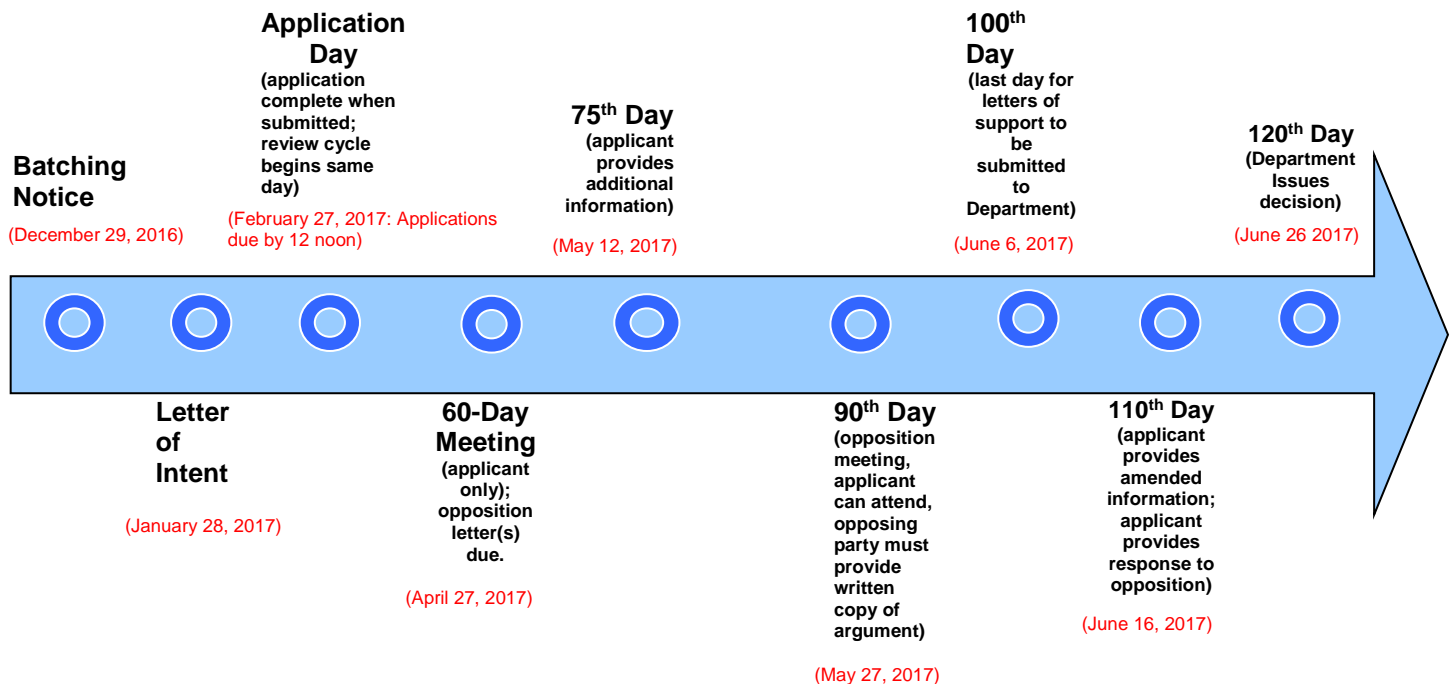 Batching
Notice
(December 29, 2016)
Letter
of
Intent
(January 28, 2017)
Application
Day
(application
complete when
submitted;
review cycle
begins same
day)
(February 27, 2017: Applications
due by 12 noon)
60-Day
Meeting
(applicant
only);
opposition
letter(s)
due.
(April 27, 2017)
75th Day
(applicant
provides
additional
information)
(May 12, 2017)
90th Day
(opposition
meeting,
applicant
can attend,
opposing
party must
provide
written
copy of
argument)
(May 27, 2017)
100th
Day
(last day for
letters of
support to
be
submitted
to
Department)
(June 6, 2017)
110th Day
(applicant
provides
amended
information;
applicant
provides
response to
opposition)
(June 16, 2017)
120th Day
(Department
Issues
decision)
(June 26 2017)